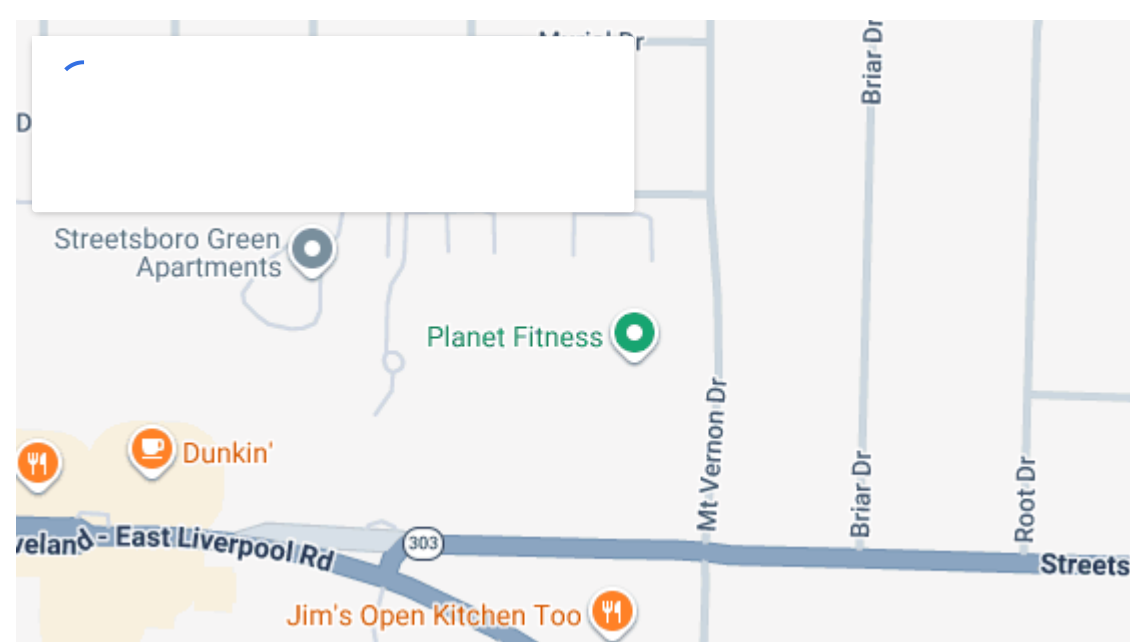 Briar Dr
D
Streetsboro Green
Apartments
Planet Fitness
Mt Vernon Dr
Dunkin'
Briar Dr
Root Dr
veland - East Liverpool Rd
303
Streets
Jim's Open Kitchen Too